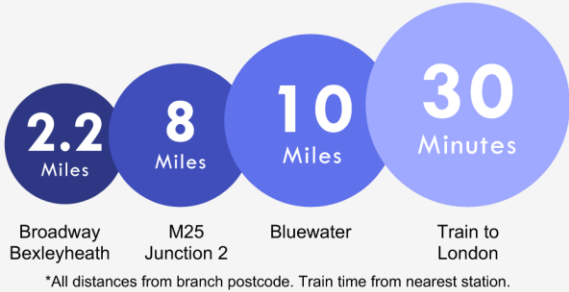 2.2
Miles
8
Miles
10
Miles
30
Minutes
Broadway
Bexleyheath
M25
Junction 2
Bluewater
Train to
London
*All distances from branch postcode. Train time from nearest station.